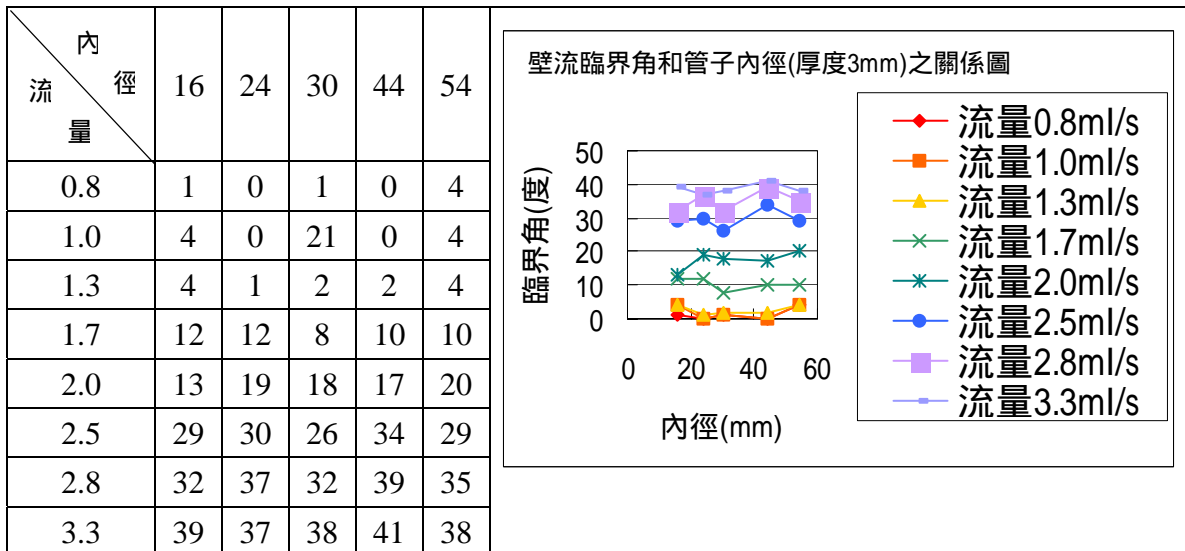 內
流 徑 16 24 30 44 54
量
0.8 1 0 1 0 4
1.0 4 0 21 0 4
1.3 4 1 2 2 4
1.7 12 12 8 10 10
2.0 13 19 18 17 20
2.5 29 30 26 34 29
2.8 32 37 32 39 35
3.3 39 37 38 41 38
壁流臨界角和管子內徑(厚度3mm)之關係圖
臨界角(度)
50
40
30
20
10
0
0 20 40 60
內徑(mm)
流量0.8ml/s
流量1.0ml/s
流量1.3ml/s
流量1.7ml/s
流量2.0ml/s
流量2.5ml/s
流量2.8ml/s
流量3.3ml/s